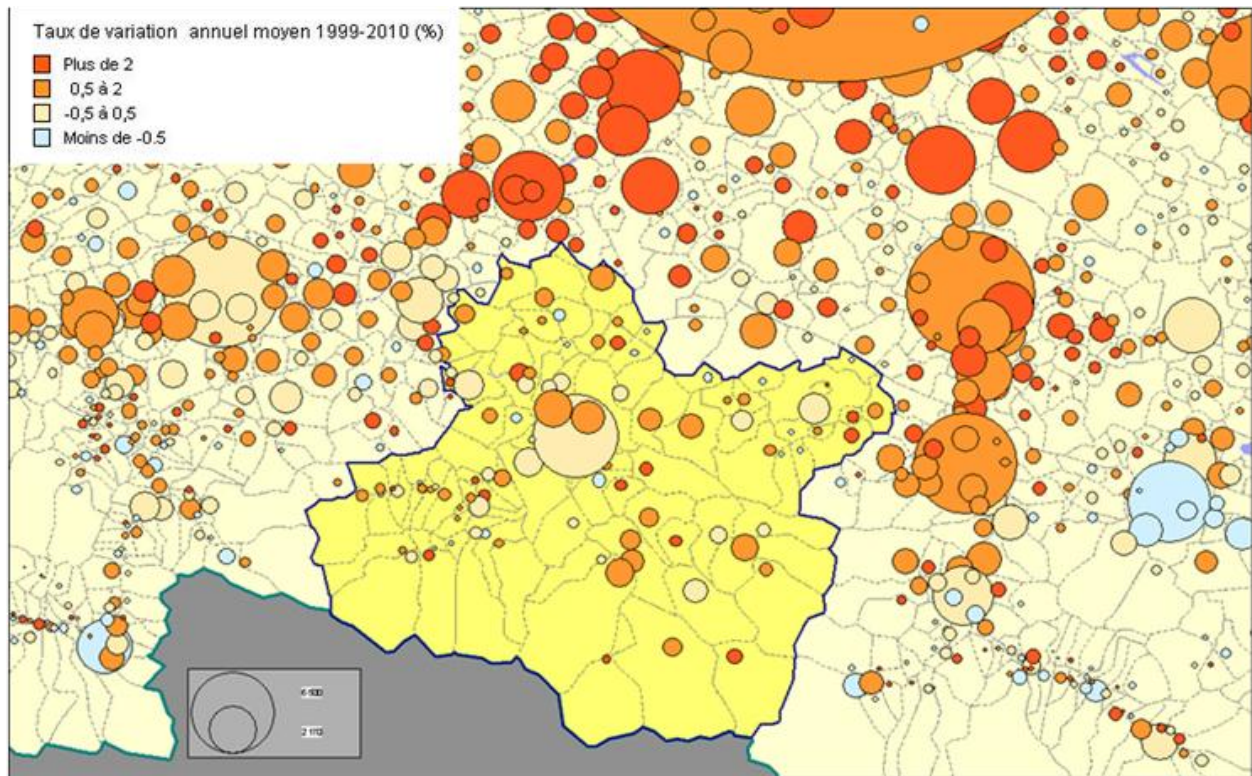 Taux de variation annuel moyen 1999-2010 (%)
Plus de 2
0,5 à 2
-0,5 à 0,5
Moins de -0.5